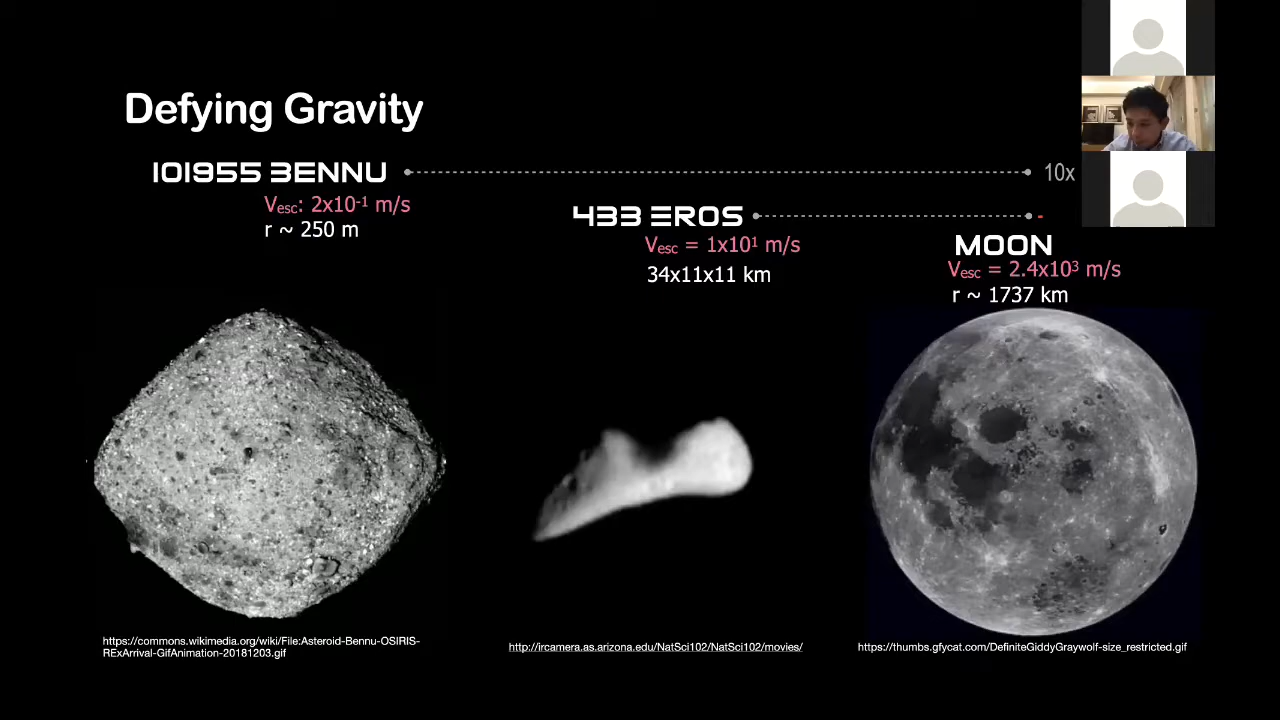 Defying Gravity
101955 BENNU
10x
Vesc: 2x10-1 m/s
r ~ 250 m
433 EROS
-
Vesc = 1x10¹ m/s
34x11x11 km
MOON
Vesc = 2.4x10³ m/s
r ~ 1737 km
https://commons.wikimedia.org/wiki/File:Asteroid-Bennu-OSIRIS-
RExArrival-GifAnimation-20181203.gif
http://ircamera.as.arizona.edu/NatSci102/NatSci102/movies/
https://thumbs.gfycat.com/DefiniteGiddyGraywolf-size_restricted.gif